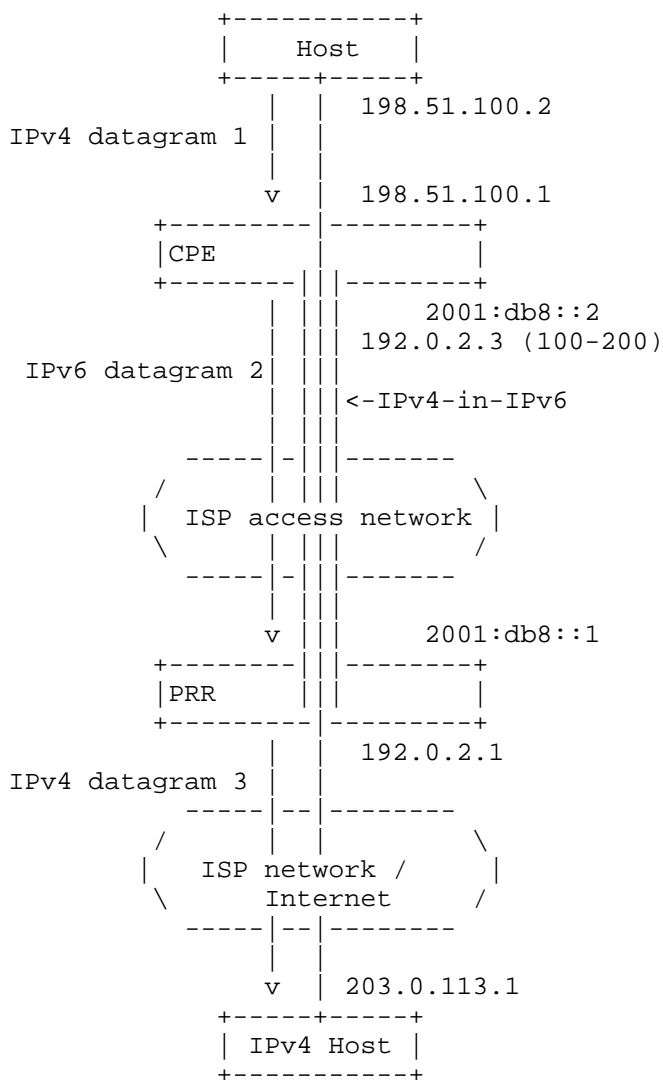 Host
198.51.100.2
IPv4 datagram 1
v 198.51.100.1
CPE
2001:db8::2
192.0.2.3 (100-200)
IPv6 datagram 2
<-IPv4-in-IPv6
ISP access network
v 2001:db8::1
PRR
192.0.2.1
IPv4 datagram 3
ISP network /
Internet
v 203.0.113.1
IPv4 Host